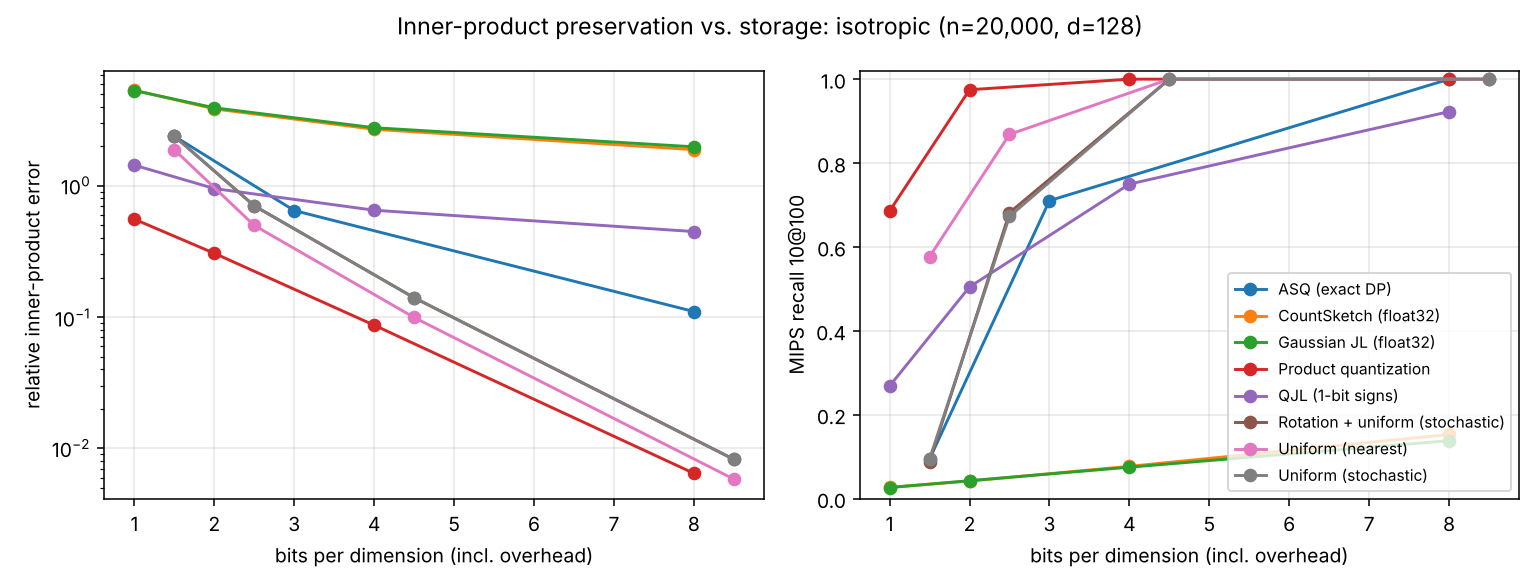 Inner-product preservation vs. storage: isotropic (n=20,000, d=128)
relative inner-product error
10⁰
10⁻¹
10⁻²
1 2 3 4 5 6 7 8
bits per dimension (incl. overhead)
MIPS recall 10@100
1.0
0.8
0.6
0.4
0.2
0.0
ASQ (exact DP)
CountSketch (float32)
Gaussian JL (float32)
Product quantization
QJL (1-bit signs)
Rotation + uniform (stochastic)
Uniform (nearest)
Uniform (stochastic)
1 2 3 4 5 6 7 8
bits per dimension (incl. overhead)